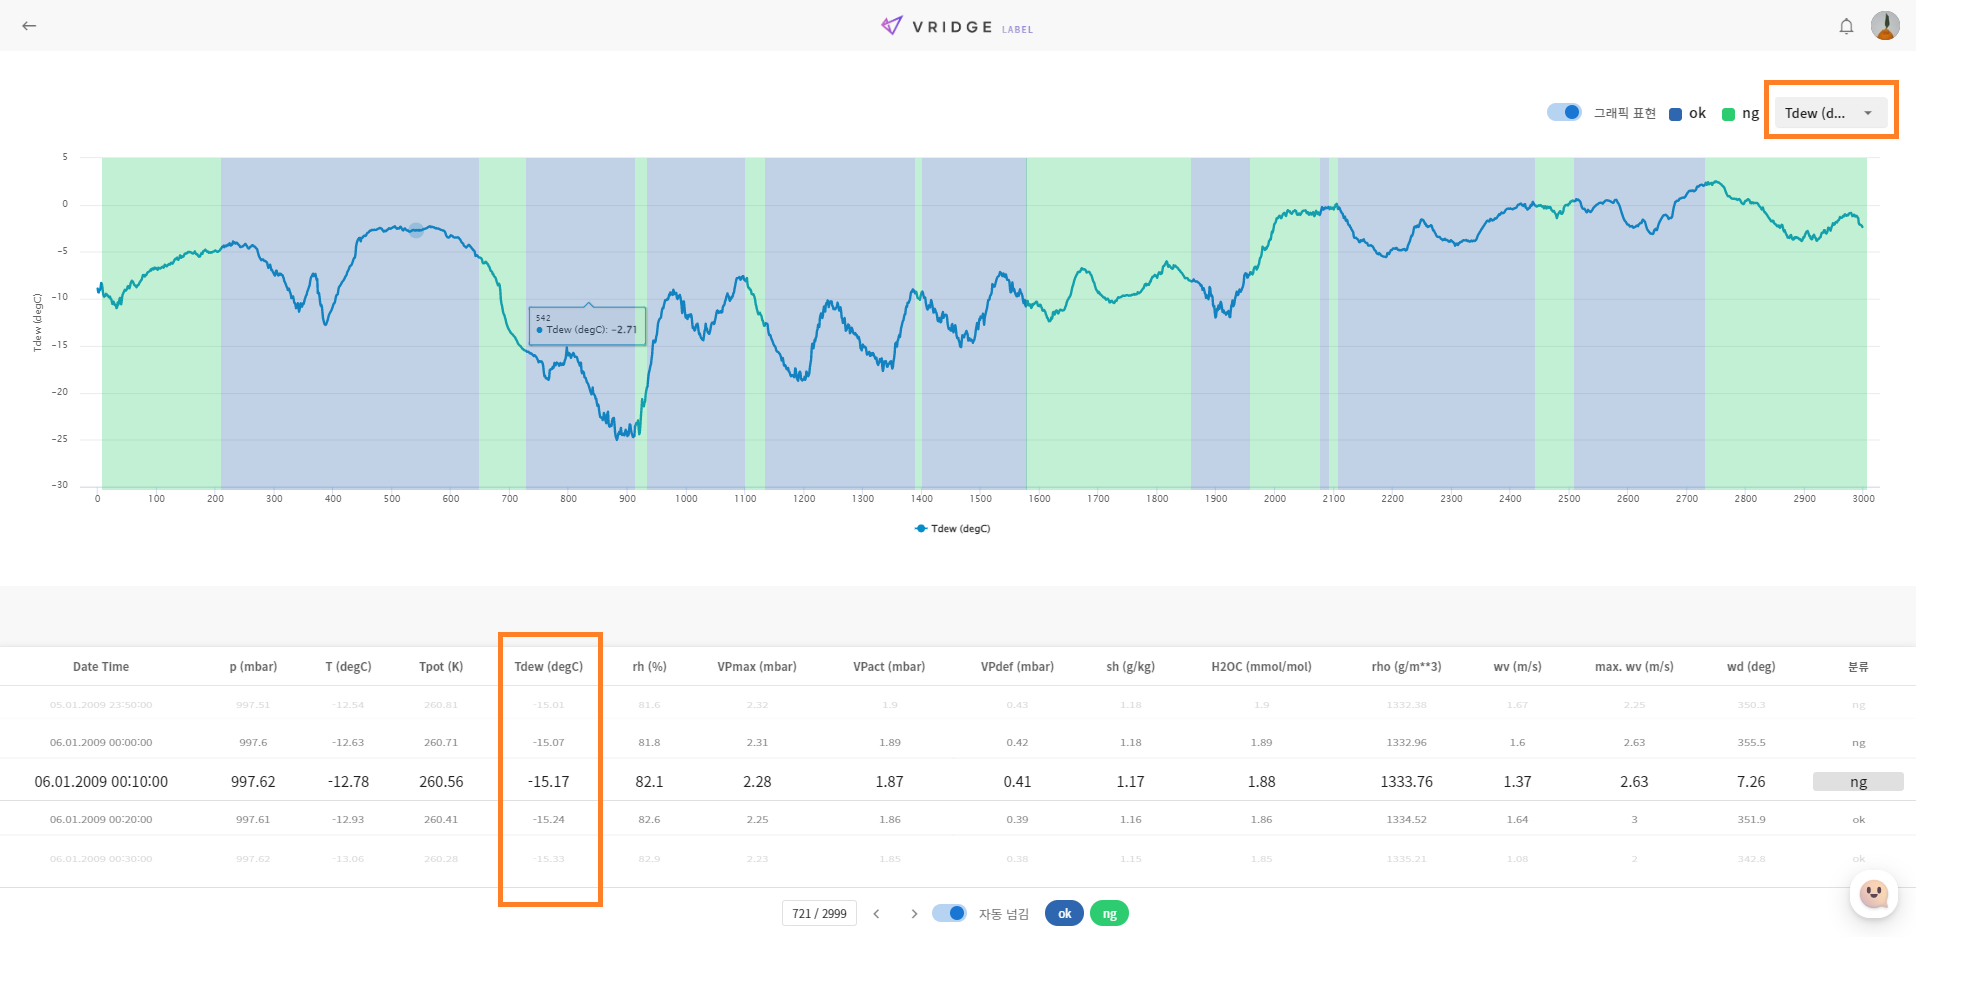 VRIDGE LABEL
그래픽 표현 ok ng Tdew (d...
5
0
-5
-10
-15
-20
-25
-30
Tdew (degC)
542
Tdew (degC): -2.71
0 100 200 300 400 500 600 700 800 900 1000 1100 1200 1300 1400 1500 1600 1700 1800 1900 2000 2100 2200 2300 2400 2500 2600 2700 2800 2900 3000
Tdew (degC)
Date Time p (mbar) T (degC) Tpot (K) Tdew (degC) rh (%) VPmax (mbar) VPact (mbar) VPdef (mbar) sh (g/kg) H2OC (mmol/mol) rho (g/m**3) wv (m/s) max. wv (m/s) wd (deg) 분류
05.01.2009 23:50:00 997.51 -12.54 260.81 -15.01 81.6 2.32 1.9 0.43 1.18 1.9 1332.38 1.67 2.25 350.3 ng
06.01.2009 00:00:00 997.6 -12.63 260.71 -15.07 81.8 2.31 1.89 0.42 1.18 1.89 1332.96 1.6 2.63 355.5 ng
06.01.2009 00:10:00 997.62 -12.78 260.56 -15.17 82.1 2.28 1.87 0.41 1.17 1.88 1333.76 1.37 2.63 7.26 ng
06.01.2009 00:20:00 997.61 -12.93 260.41 -15.24 82.6 2.25 1.86 0.39 1.16 1.86 1334.52 1.64 3 351.9 ok
06.01.2009 00:30:00 997.62 -13.06 260.28 -15.33 82.9 2.23 1.85 0.38 1.15 1.85 1335.21 1.08 2 342.8 ok
721 / 2999 자동 넘김 ok ng